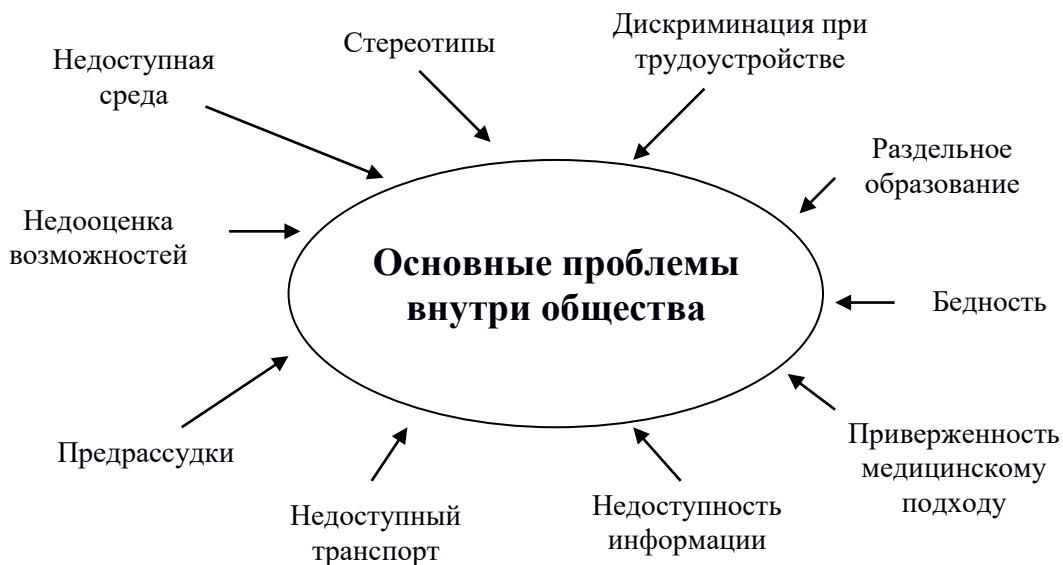 Стереотипы
Дискриминация при
трудоустройстве
Недоступная
среда
Раздельное
образование
Недооценка
возможностей
Основные проблемы
внутри общества
Бедность
Предрассудки
Приверженность
медицинскому
подходу
Недоступный
транспорт
Недоступность
информации